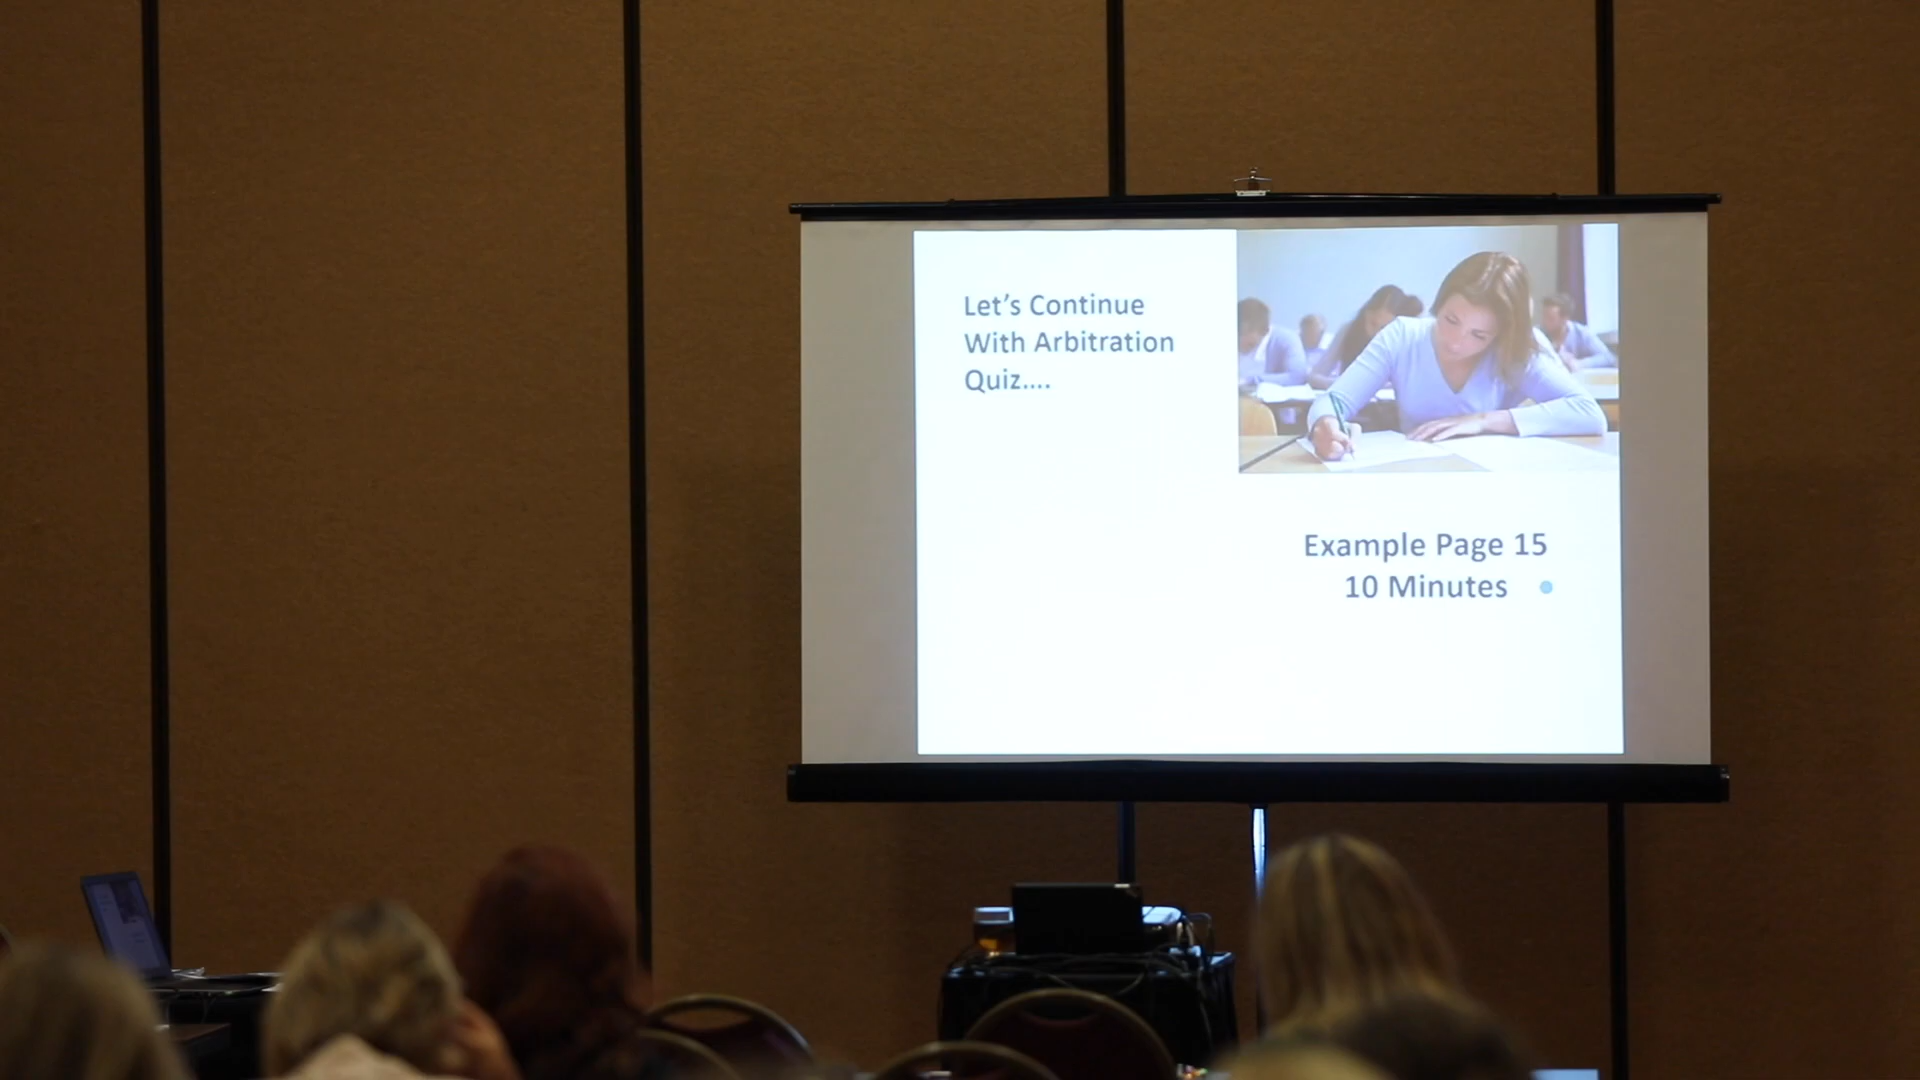 Let’s Continue
With Arbitration
Quiz....
Example Page 15
10 Minutes